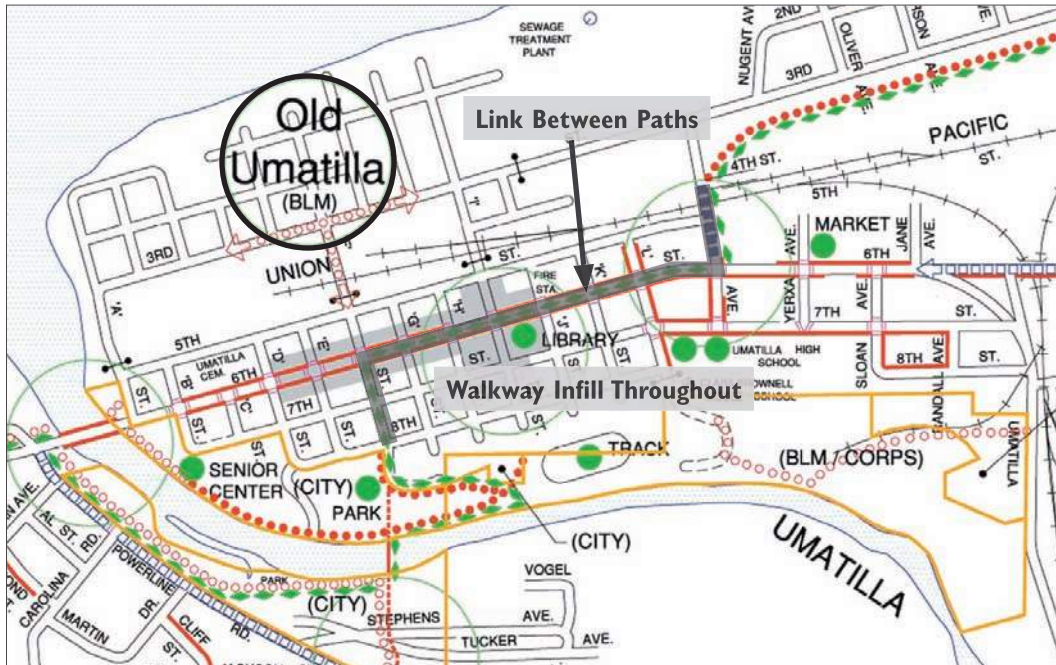 SEWAGE
TREATMENT
PLANT
NUGENT AVE.
2ND
3RD
OLIVER
AVE.
AVE.
Old
Umatilla
(BLM)
Link Between Paths
PACIFIC
4TH ST.
5TH
ST.
MARKET
6TH
JANE
AVE.
YERXA
AVE.
7TH
ST.
SLOAN
AVE.
8TH
ST.
3RD
UNION
ST.
'A'
5TH
UMATILLA
CEM.
6TH
7TH
8TH
'B'
'C'
'D'
'E'
'G'
'H'
'J'
'K'
'L'
ST.
ST.
ST.
ST.
ST.
FIRE
STA.
LIBRARY
AVE.
UMATILLA HIGH
SCHOOL
Walkway Infill Throughout
TRACK
(BLM / CORPS)
UMATILLA
SENIOR
CENTER
(CITY)
PARK
(CITY)
UMATILLA
PARK
(CITY)
VOGEL
AVE.
STEPHENS
TUCKER
AVE.
AVE.
ST.
RD.
CAROLINA
POWERLINE
RD.
MARTIN
DR.
CLIFF
ST.